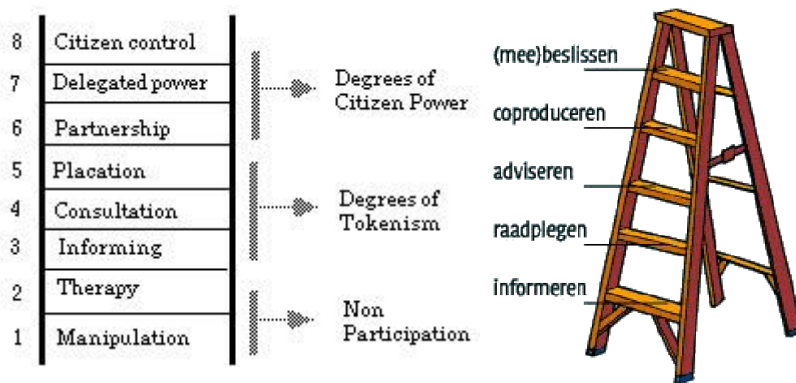 8 Citizen control
7 Delegated power
6 Partnership
5 Placation
4 Consultation
3 Informing
2 Therapy
1 Manipulation
Degrees of
Citizen Power
Degrees of
Tokenism
Non
Participation
(mee)beslissen
coproduceren
adviseren
raadplegen
informeren